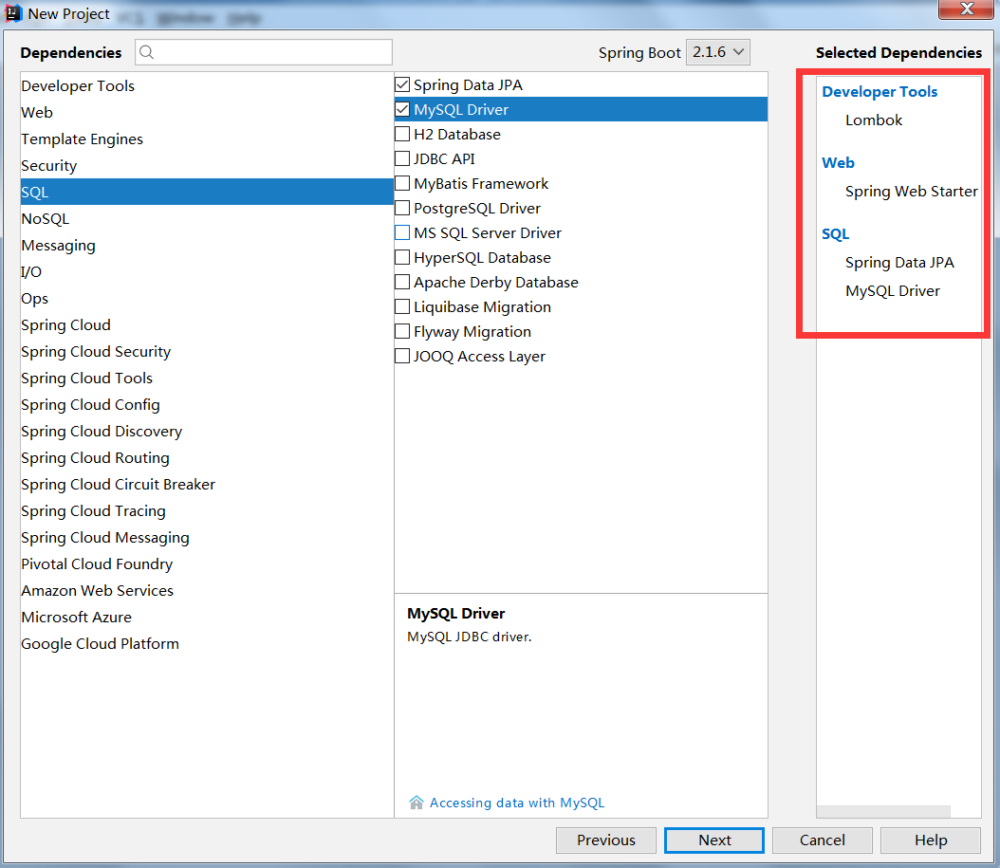 New Project
Window Help
Dependencies
Spring Boot 2.1.6
Selected Dependencies
Developer Tools
Web
Template Engines
Security
SQL
NoSQL
Messaging
I/O
Ops
Spring Cloud
Spring Cloud Security
Spring Cloud Tools
Spring Cloud Config
Spring Cloud Discovery
Spring Cloud Routing
Spring Cloud Circuit Breaker
Spring Cloud Tracing
Spring Cloud Messaging
Pivotal Cloud Foundry
Amazon Web Services
Microsoft Azure
Google Cloud Platform
Spring Data JPA
MySQL Driver
H2 Database
JDBC API
MyBatis Framework
PostgreSQL Driver
MS SQL Server Driver
HyperSQL Database
Apache Derby Database
Liquibase Migration
Flyway Migration
JOOQ Access Layer
MySQL Driver
MySQL JDBC driver.
Accessing data with MySQL
Developer Tools
Lombok
Web
Spring Web Starter
SQL
Spring Data JPA
MySQL Driver
Previous
Next
Cancel
Help